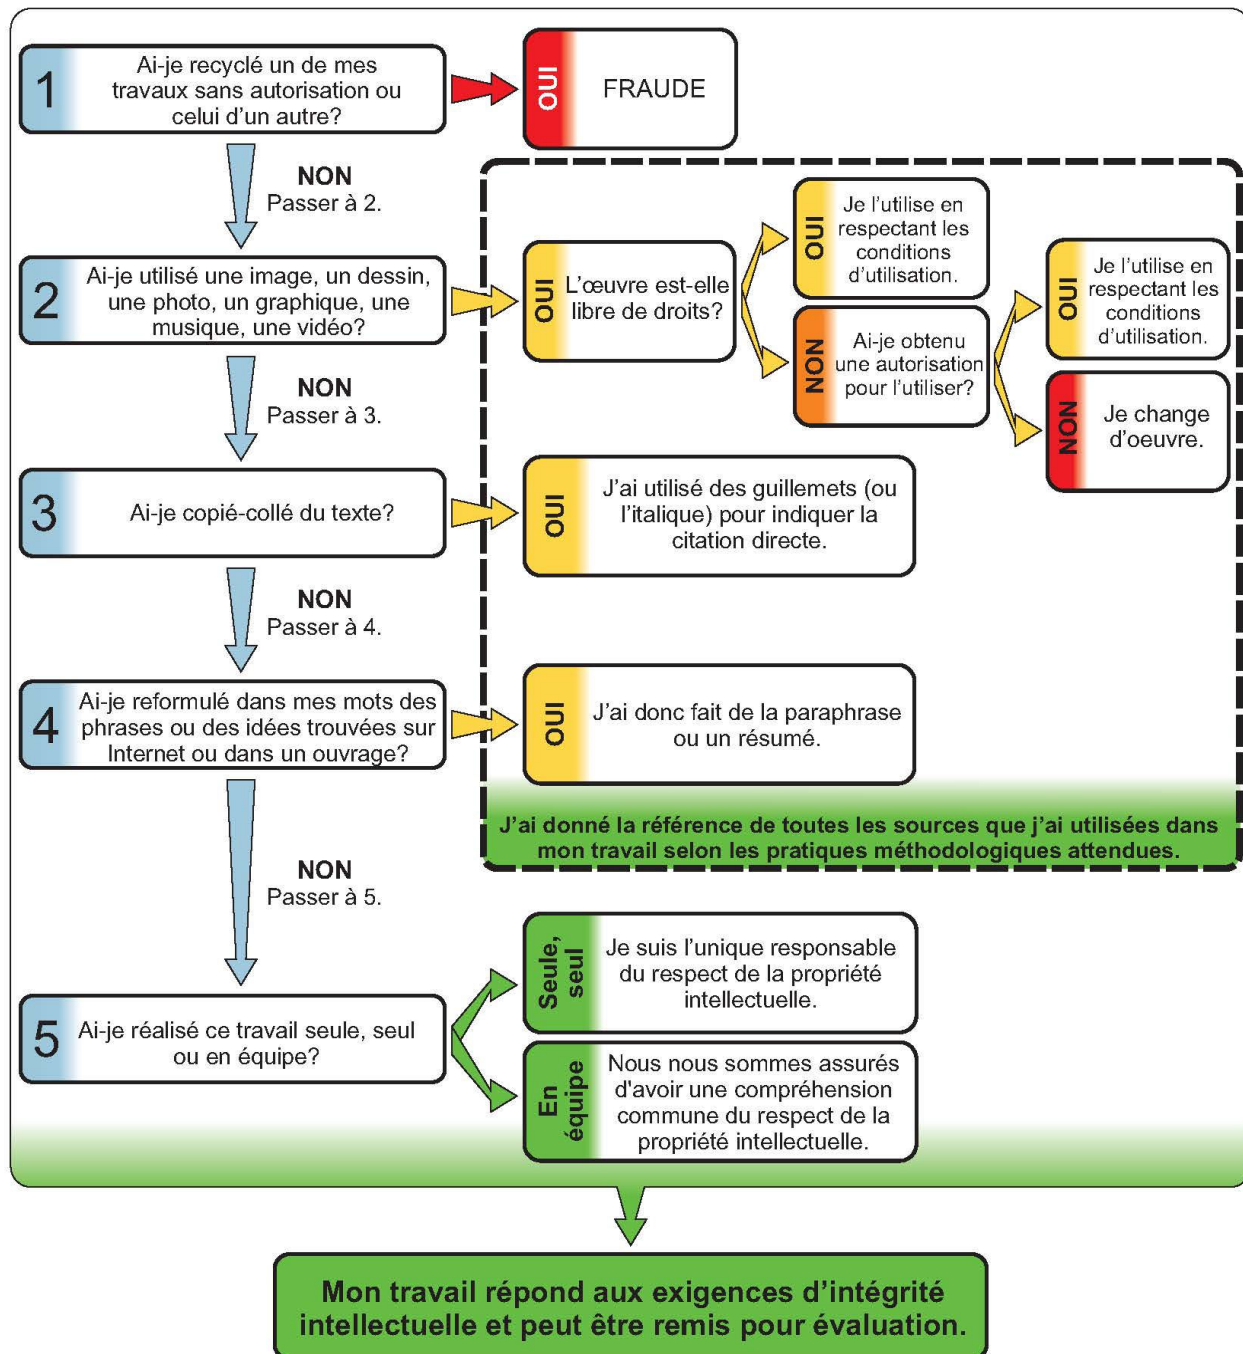 1
Ai-je recyclé un de mes
travaux sans autorisation ou
celui d'un autre?
OUI
FRAUDE
NON
Passer à 2.
2
Ai-je utilisé une image, un dessin,
une photo, un graphique, une
musique, une vidéo?
OUI
L'œuvre est-elle
libre de droits?
OUI
Je l'utilise en
respectant les
conditions
d'utilisation.
NON
Ai-je obtenu
une autorisation
pour l'utiliser?
OUI
Je l'utilise en
respectant les
conditions
d'utilisation.
NON
Je change
d'oeuvre.
NON
Passer à 3.
3
Ai-je copié-collé du texte?
OUI
J'ai utilisé des guillemets (ou
l'italique) pour indiquer la
citation directe.
NON
Passer à 4.
4
Ai-je reformulé dans mes mots des
phrases ou des idées trouvées sur
Internet ou dans un ouvrage?
OUI
J'ai donc fait de la paraphrase
ou un résumé.
J'ai donné la référence de toutes les sources que j'ai utilisées dans
mon travail selon les pratiques méthodologiques attendues.
NON
Passer à 5.
5
Ai-je réalisé ce travail seule, seul
ou en équipe?
Seule,
seul
Je suis l'unique responsable
du respect de la propriété
intellectuelle.
En
équipe
Nous nous sommes assurés
d'avoir une compréhension
commune du respect de la
propriété intellectuelle.
Mon travail répond aux exigences d'intégrité
intellectuelle et peut être remis pour évaluation.